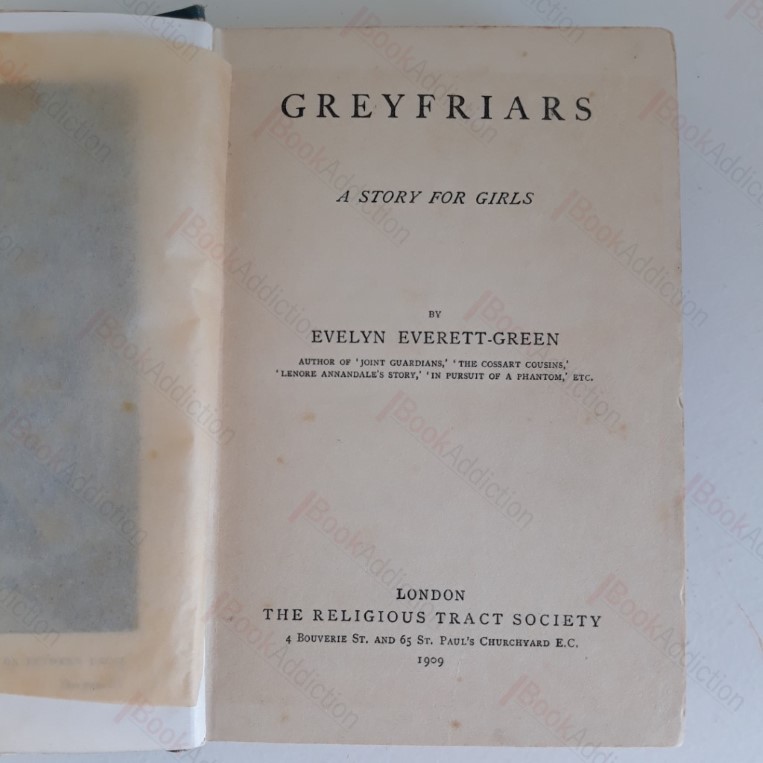 GREYFRIARS
A STORY FOR GIRLS
BY
EVELYN EVERETT-GREEN
AUTHOR OF 'JOINT GUARDIANS,' 'THE COSSART COUSINS,'
'LENORE ANNANDALE'S STORY,' 'IN PURSUIT OF A PHANTOM,' ETC.
LONDON
THE RELIGIOUS TRACT SOCIETY
4 BOUVERIE ST. AND 65 ST. PAUL'S CHURCHYARD E.C.
1909
BookAddiction